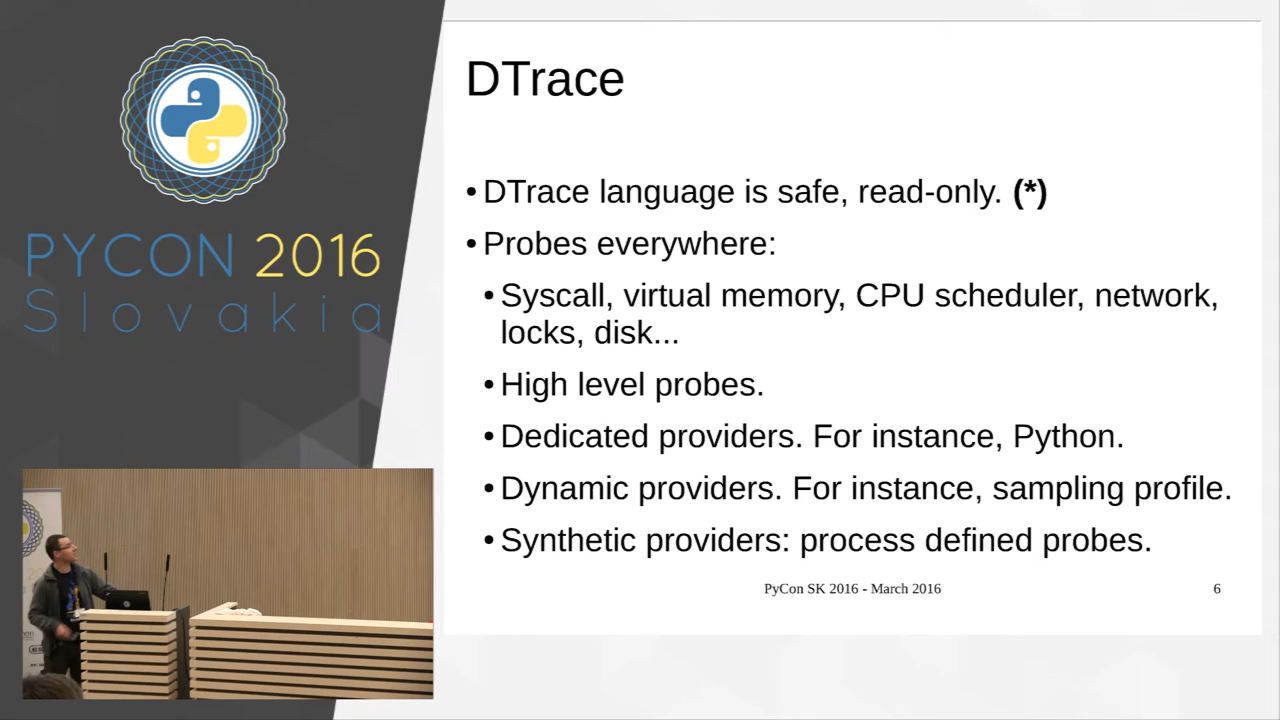 PYCON 2016
Slovakia
DTrace
• DTrace language is safe, read-only. (*)
• Probes everywhere:
• Syscall, virtual memory, CPU scheduler, network,
locks, disk...
• High level probes.
• Dedicated providers. For instance, Python.
• Dynamic providers. For instance, sampling profile.
• Synthetic providers: process defined probes.
PyCon SK 2016 - March 2016
6